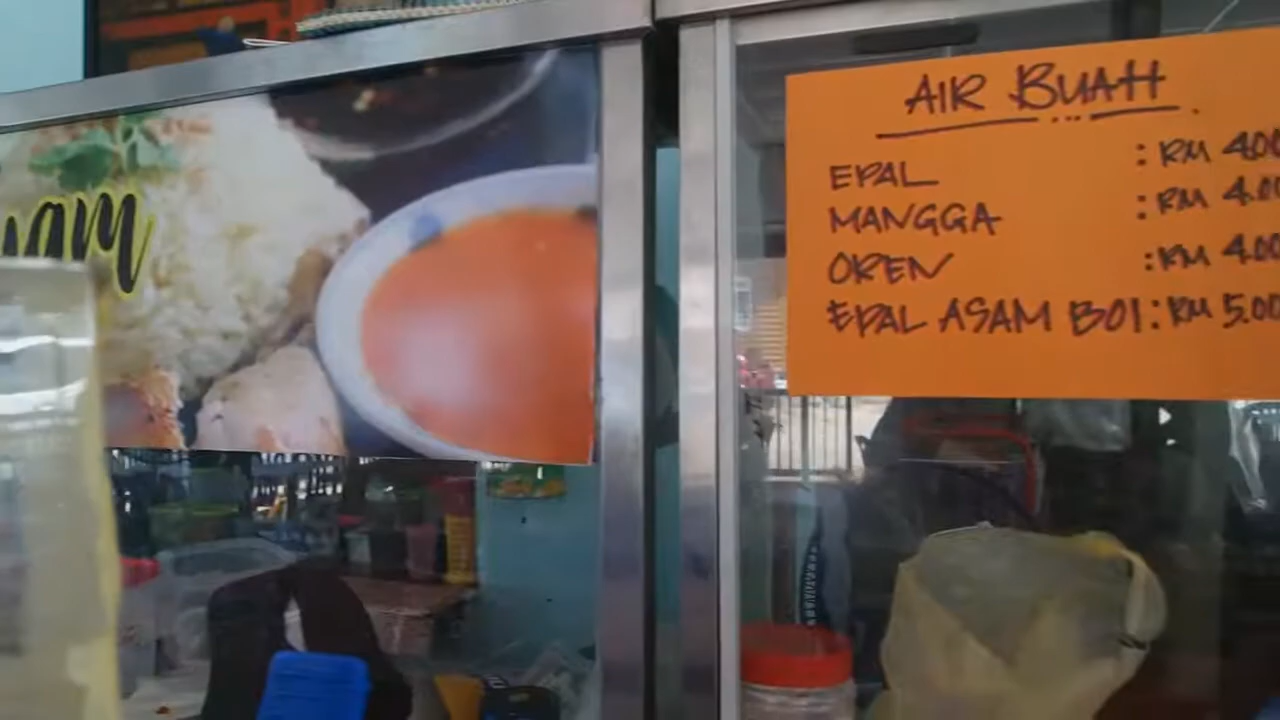 AIR BUAH
EPAL : RM 4.00
MANGGA : RM 4.00
OREN : RM 4.00
EPAL ASAM BOI : RM 5.00